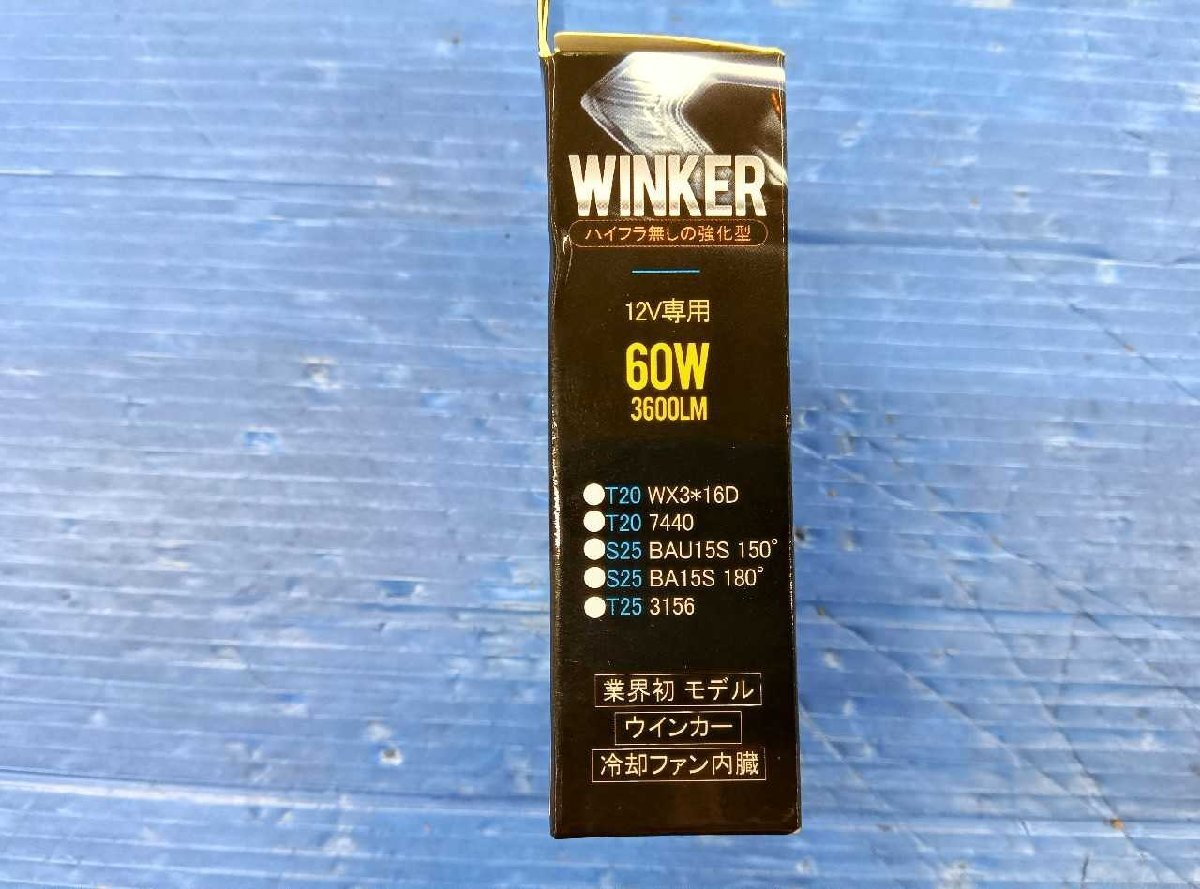 WINKER
ハイフラ無しの強化型
12V専用
60W
3600LM
T20 WX3*16D
T20 7440
S25 BAU15S 150°
S25 BA15S 180°
T25 3156
業界初 モデル
ウインカー
冷却ファン内臓